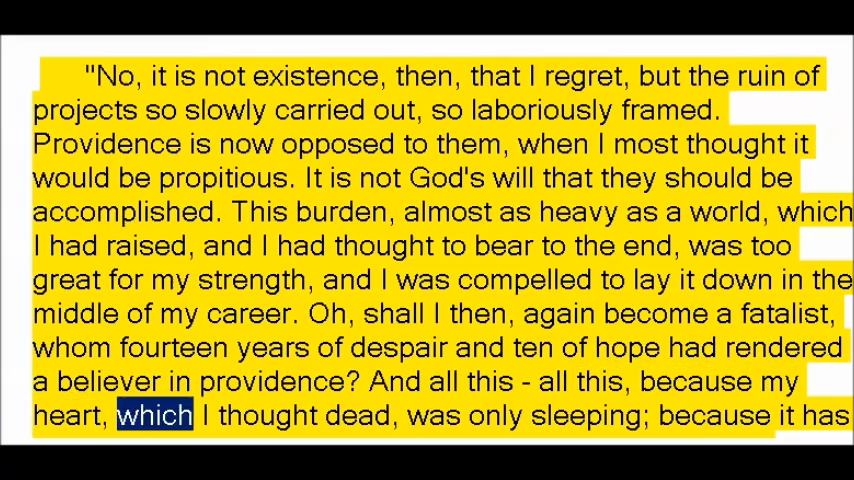 "No, it is not existence, then, that I regret, but the ruin of
projects so slowly carried out, so laboriously framed.
Providence is now opposed to them, when I most thought it
would be propitious. It is not God's will that they should be
accomplished. This burden, almost as heavy as a world, which
I had raised, and I had thought to bear to the end, was too
great for my strength, and I was compelled to lay it down in the
middle of my career. Oh, shall I then, again become a fatalist,
whom fourteen years of despair and ten of hope had rendered
a believer in providence? And all this - all this, because my
heart, which I thought dead, was only sleeping; because it has